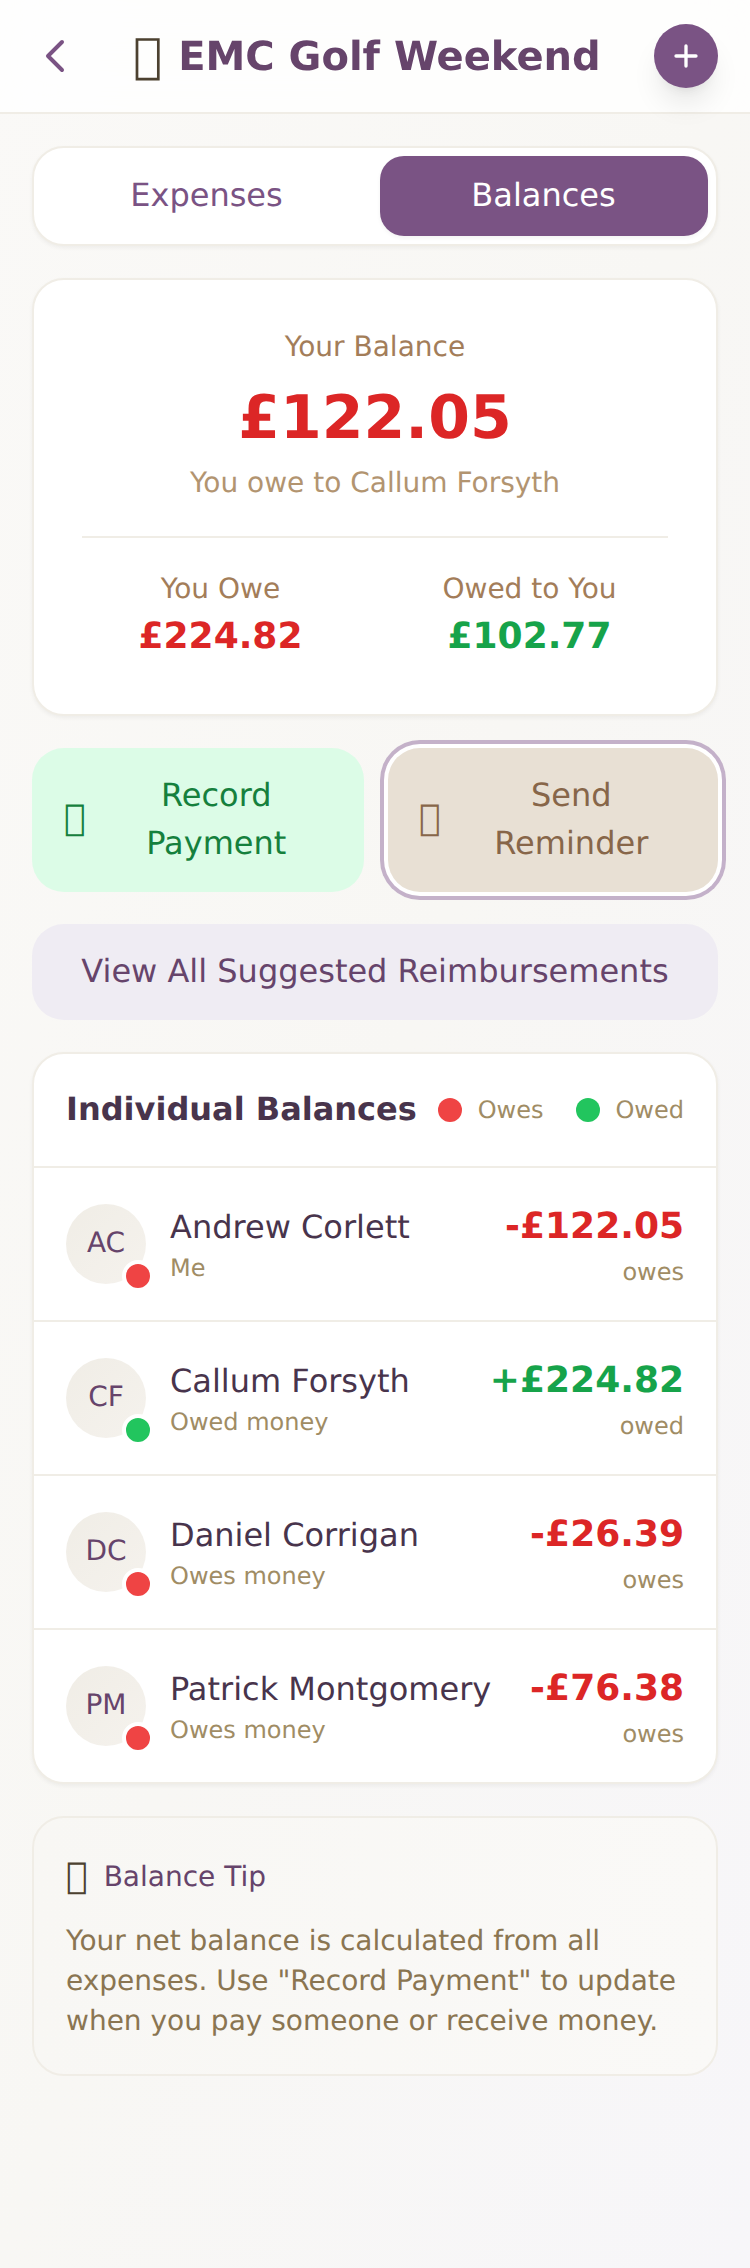 EMC Golf Weekend
Expenses
Balances
Your Balance
£122.05
You owe to Callum Forsyth
You Owe
Owed to You
£224.82
£102.77
Record
Payment
Send
Reminder
View All Suggested Reimbursements
Individual Balances
Owes
Owed
AC
Andrew Corlett
Me
-£122.05
owes
CF
Callum Forsyth
Owed money
+£224.82
owed
DC
Daniel Corrigan
Owes money
-£26.39
owes
PM
Patrick Montgomery
Owes money
-£76.38
owes
Balance Tip
Your net balance is calculated from all
expenses. Use "Record Payment" to update
when you pay someone or receive money.